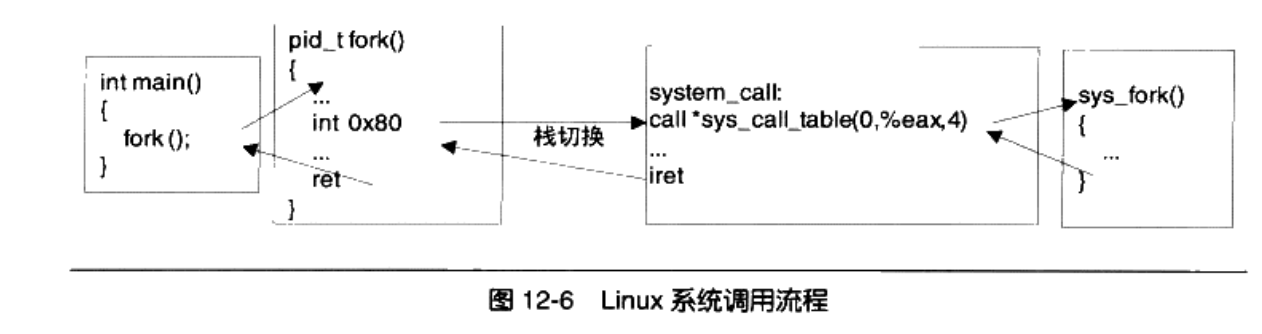 int main()
{
fork ();
}
pid_t fork()
{
...
int 0x80
...
ret
}
栈切换
system_call:
call *sys_call_table(0,%eax,4)
...
iret
sys_fork()
{
...
}
图 12-6 Linux 系统调用流程